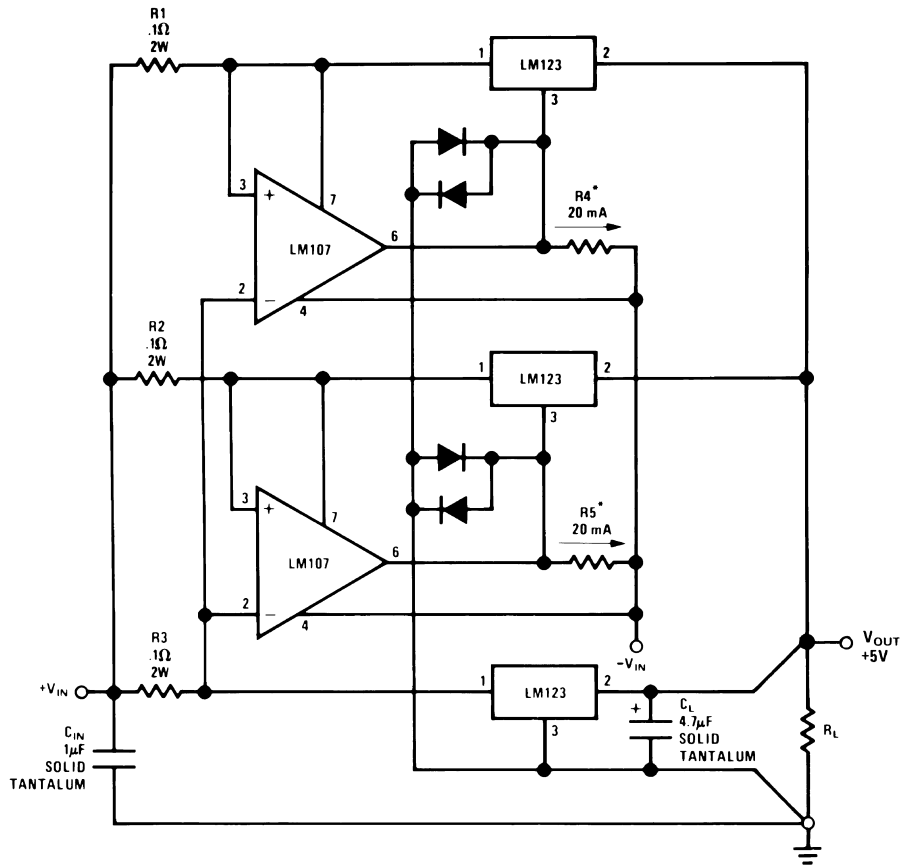 R1
.1Ω
2W
1
LM123
2
3
3
+
7
LM107
6
R4*
20 mA
2
−
4
R2
.1Ω
2W
1
LM123
2
3
3
+
7
LM107
6
R5*
20 mA
2
−
4
R3
.1Ω
2W
−VIN
VOUT
+5V
+VIN
1
LM123
2
3
+
CL
4.7μF
SOLID
TANTALUM
RL
CIN
1μF
SOLID
TANTALUM